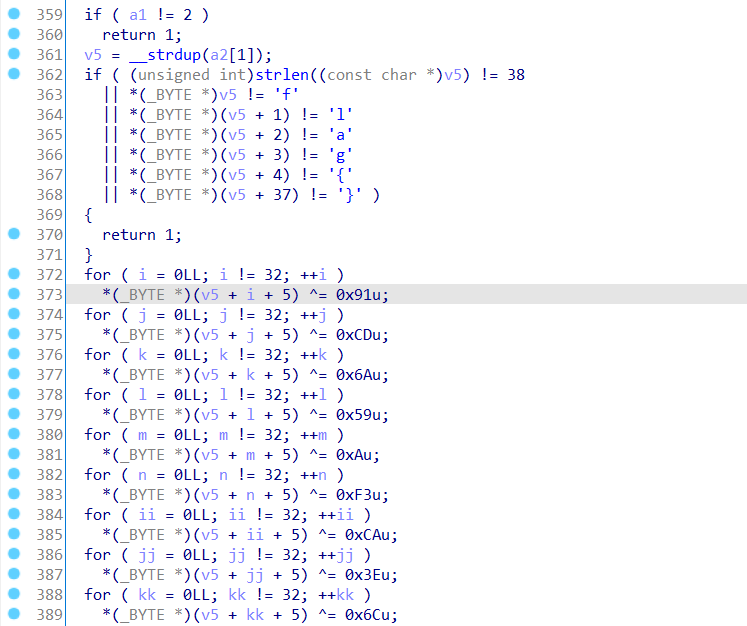 359 if ( a1 != 2 )
360 return 1;
361 v5 = __strdup(a2[1]);
362 if ( (unsigned int)strlen((const char *)v5) != 38
363 || *(_BYTE *)v5 != 'f'
364 || *(_BYTE *)(v5 + 1) != 'l'
365 || *(_BYTE *)(v5 + 2) != 'a'
366 || *(_BYTE *)(v5 + 3) != 'g'
367 || *(_BYTE *)(v5 + 4) != '{'
368 || *(_BYTE *)(v5 + 37) != '}' )
369 {
370 return 1;
371 }
372 for ( i = 0LL; i != 32; ++i )
373 *(_BYTE *)(v5 + i + 5) ^= 0x91u;
374 for ( j = 0LL; j != 32; ++j )
375 *(_BYTE *)(v5 + j + 5) ^= 0xCDu;
376 for ( k = 0LL; k != 32; ++k )
377 *(_BYTE *)(v5 + k + 5) ^= 0x6Au;
378 for ( l = 0LL; l != 32; ++l )
379 *(_BYTE *)(v5 + l + 5) ^= 0x59u;
380 for ( m = 0LL; m != 32; ++m )
381 *(_BYTE *)(v5 + m + 5) ^= 0xAu;
382 for ( n = 0LL; n != 32; ++n )
383 *(_BYTE *)(v5 + n + 5) ^= 0xF3u;
384 for ( ii = 0LL; ii != 32; ++ii )
385 *(_BYTE *)(v5 + ii + 5) ^= 0xCAu;
386 for ( jj = 0LL; jj != 32; ++jj )
387 *(_BYTE *)(v5 + jj + 5) ^= 0x3Eu;
388 for ( kk = 0LL; kk != 32; ++kk )
389 *(_BYTE *)(v5 + kk + 5) ^= 0x6Cu;